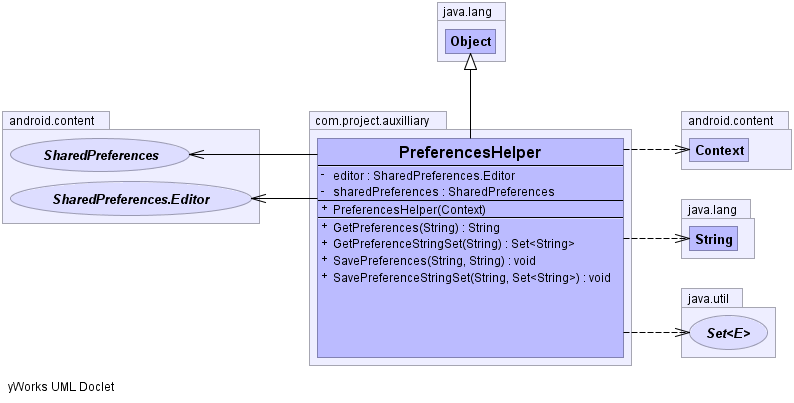 java.lang
Object
android.content
SharedPreferences
SharedPreferences.Editor
com.project.auxilliary
PreferencesHelper
- editor : SharedPreferences.Editor
- sharedPreferences : SharedPreferences
+ PreferencesHelper(Context)
+ GetPreferences(String) : String
+ GetPreferenceStringSet(String) : Set<String>
+ SavePreferences(String, String) : void
+ SavePreferenceStringSet(String, Set<String>) : void
android.content
Context
java.lang
String
java.util
Set<E>
yWorks UML Doclet